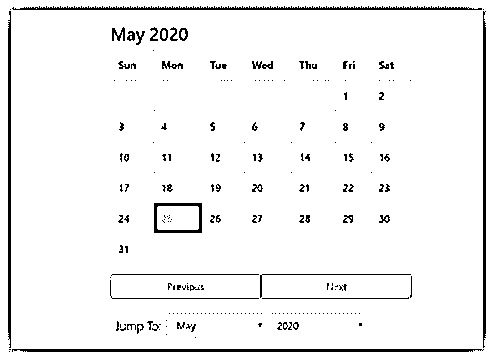 May 2020
Sun Mon Tue Wed Thu Fri Sat
1 2
3 4 5 6 7 8 9
10 11 12 13 14 15 16
17 18 19 20 21 22 23
24 25 26 27 28 29 30
31
Previous Next
Jump To: May 2020